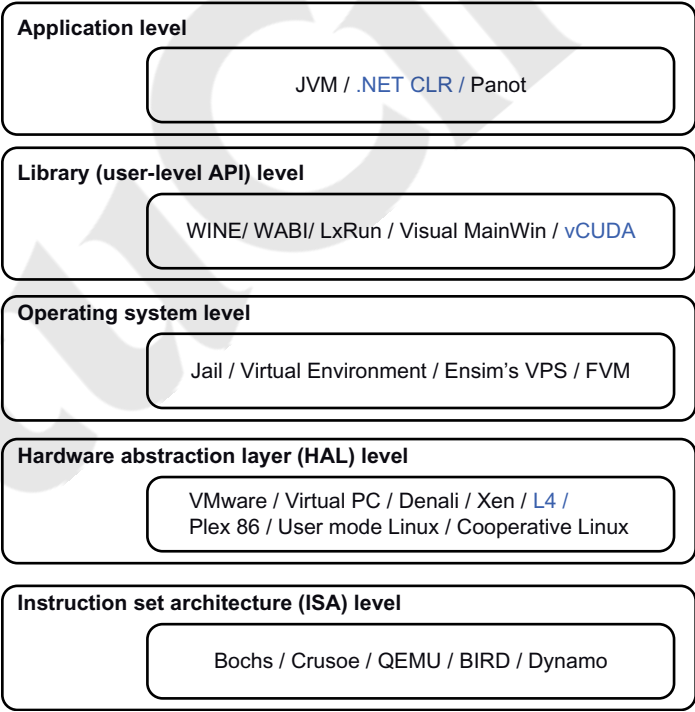 Application level
JVM / .NET CLR / Panot
Library (user-level API) level
WINE/ WABI/ LxRun / Visual MainWin / vCUDA
Operating system level
Jail / Virtual Environment / Ensim's VPS / FVM
Hardware abstraction layer (HAL) level
VMware / Virtual PC / Denali / Xen / L4 /
Plex 86 / User mode Linux / Cooperative Linux
Instruction set architecture (ISA) level
Bochs / Crusoe / QEMU / BIRD / Dynamo